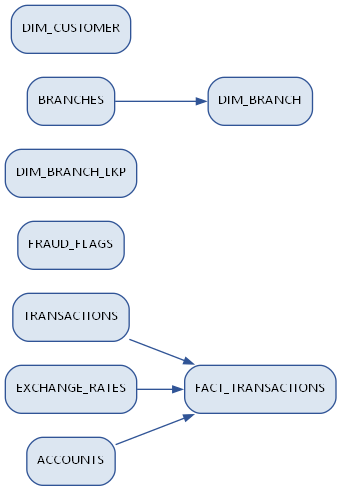 DIM_CUSTOMER
BRANCHES
DIM_BRANCH
DIM_BRANCH_LKP
FRAUD_FLAGS
TRANSACTIONS
EXCHANGE_RATES
FACT_TRANSACTIONS
ACCOUNTS